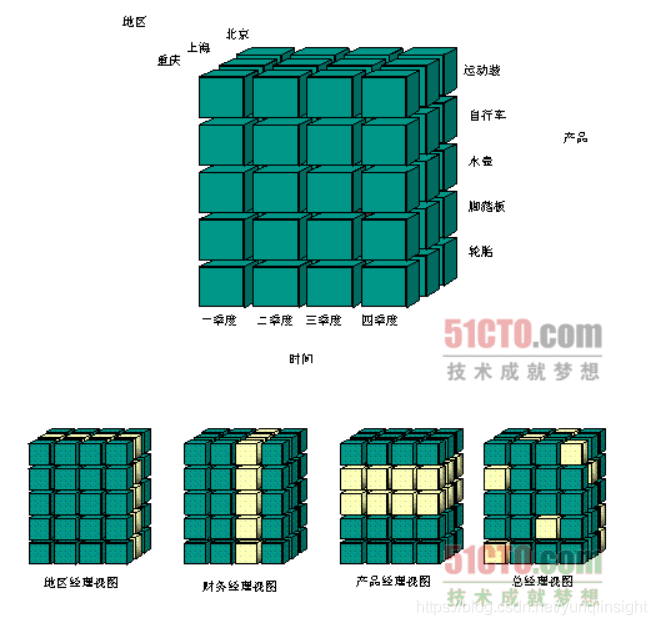 地区
北京
上海
重庆
运动装
自行车
产品
水壶
脚踏板
轮胎
一季度 二季度 三季度 四季度
时间
51CTO.com
技术成就梦想
地区经理视图 财务经理视图 产品经理视图 总经理视图
51CTO.com
技术成就梦想
https://blog.csdn.net/yunqiinsight